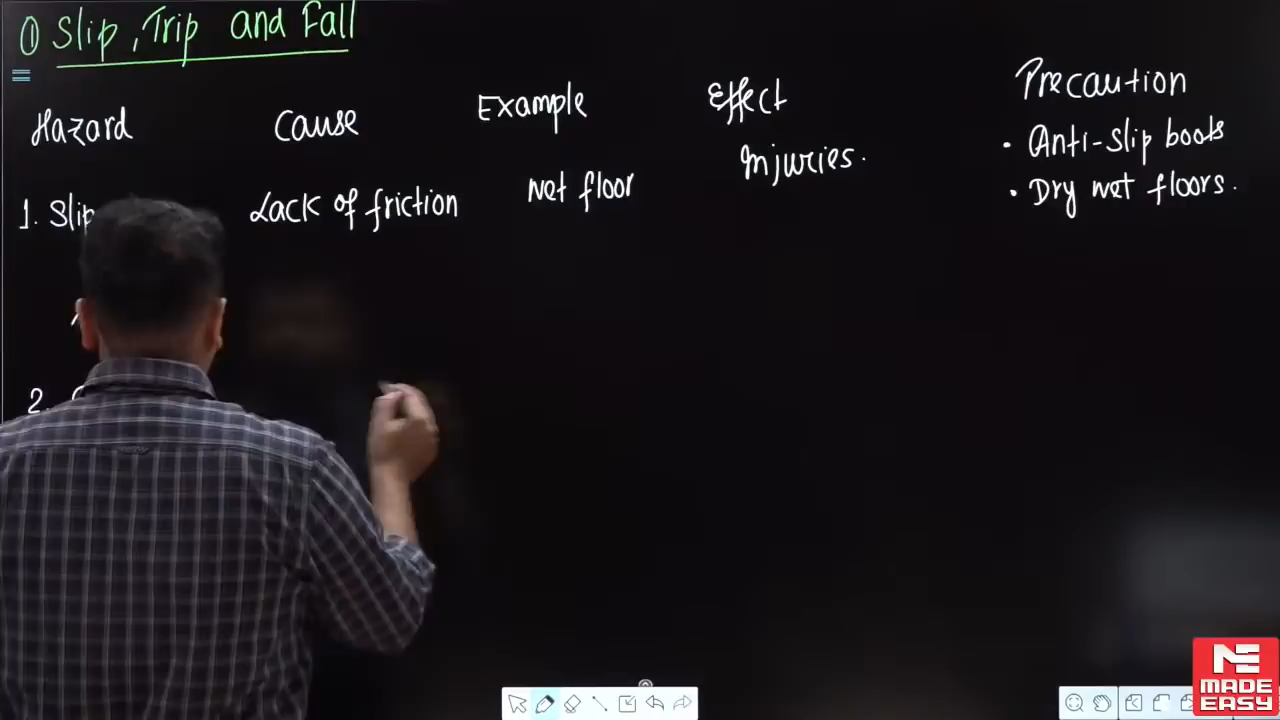 ① Slip, Trip and Fall
Hazard Cause Example Effect Precaution
1. Slip Lack of friction Wet floor Injuries. • Anti-slip boots
• Dry wet floors.
2.
MADE
EASY